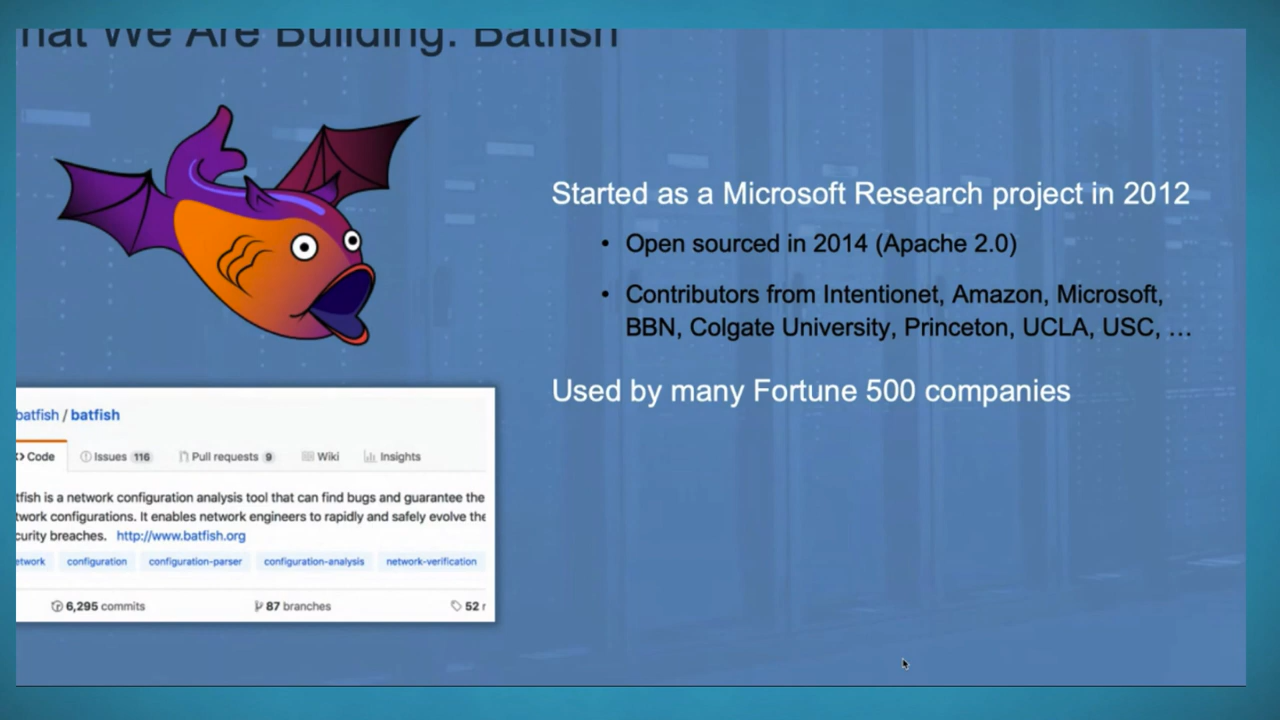 hat We Are Building: Batfish
Started as a Microsoft Research project in 2012
• Open sourced in 2014 (Apache 2.0)
• Contributors from Intentionet, Amazon, Microsoft,
BBN, Colgate University, Princeton, UCLA, USC, …
Used by many Fortune 500 companies
batfish / batfish
<> Code Issues 116 Pull requests 9 Wiki Insights
tfish is a network configuration analysis tool that can find bugs and guarantee the
twork configurations. It enables network engineers to rapidly and safely evolve the
curity breaches. http://www.batfish.org
etwork configuration configuration-parser configuration-analysis network-verification
6,295 commits 87 branches 52 r